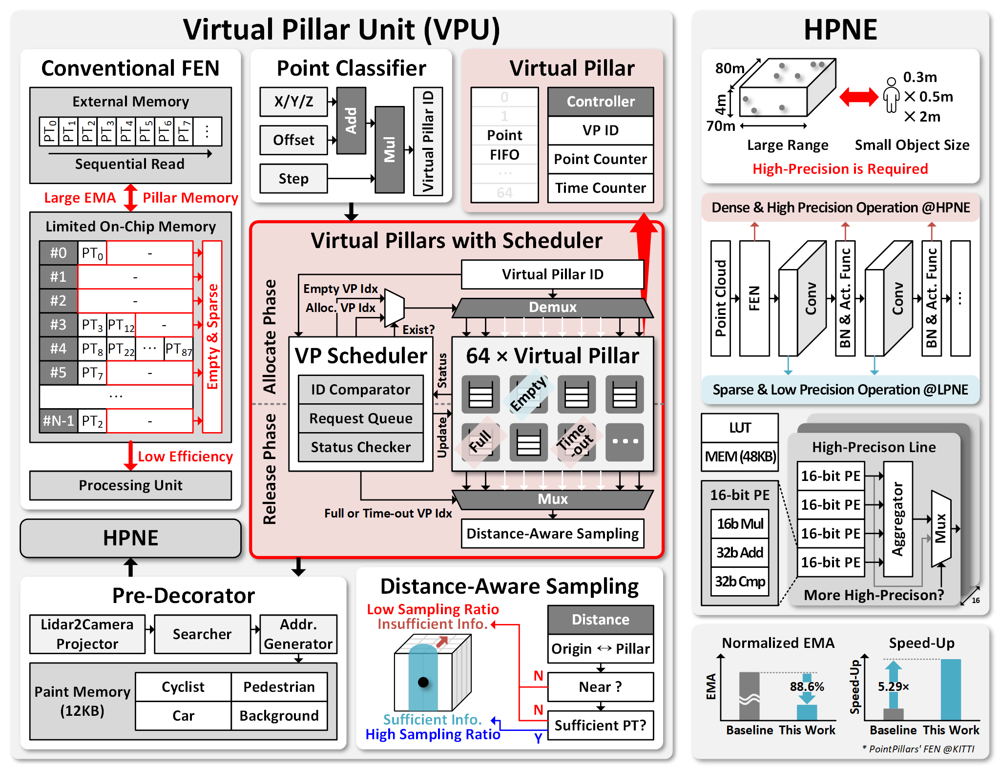 Virtual Pillar Unit (VPU)
Conventional FEN
External Memory
PT0 PT1 PT2 PT3 PT4 PT5 PT6 PT7 ...
Sequential Read
Large EMA
Pillar Memory
Limited On-Chip Memory
#0 PT0 -
#1 -
#2 -
#3 PT3 PT12 -
#4 PT8 PT22 ... PT87
#5 PT7 -
...
#N-1 PT2 -
Empty & Sparse
Low Efficiency
Processing Unit
HPNE
Point Classifier
X/Y/Z
Offset
Step
Add
Mul
Virtual Pillar ID
Virtual Pillar
0
1
Point
FIFO
...
64
Controller
VP ID
Point Counter
Time Counter
Virtual Pillars with Scheduler
Allocate Phase
Release Phase
Virtual Pillar ID
Empty VP Idx
Alloc. VP Idx
Exist?
Demux
VP Scheduler
ID Comparator
Request Queue
Status Checker
Status
Update
64 × Virtual Pillar
Empty
Full
Time
-out
...
Mux
Full or Time-out VP Idx
Distance-Aware Sampling
Pre-Decorator
Lidar2Camera
Projector
Searcher
Addr.
Generator
Paint Memory
(12KB)
Cyclist
Pedestrian
Car
Background
Distance-Aware Sampling
Low Sampling Ratio
Insufficient Info.
Sufficient Info.
High Sampling Ratio
Distance
Origin ↔ Pillar
N
Near ?
N
Sufficient PT?
Y
HPNE
80m
4m
70m
0.3m
× 0.5m
× 2m
Large Range
Small Object Size
High-Precision is Required
Dense & High Precision Operation @HPNE
Point Cloud
FEN
Conv
BN & Act. Func
Conv
BN & Act. Func
...
Sparse & Low Precision Operation @LPNE
LUT
MEM (48KB)
16-bit PE
16b Mul
32b Add
32b Cmp
High-Precison Line
16-bit PE
16-bit PE
16-bit PE
16-bit PE
Aggregator
Mux
More High-Precison?
16
Normalized EMA
EMA
88.6%
Baseline This Work
Speed-Up
Speed-Up
5.29×
Baseline This Work
* PointPillars' FEN @KITTI